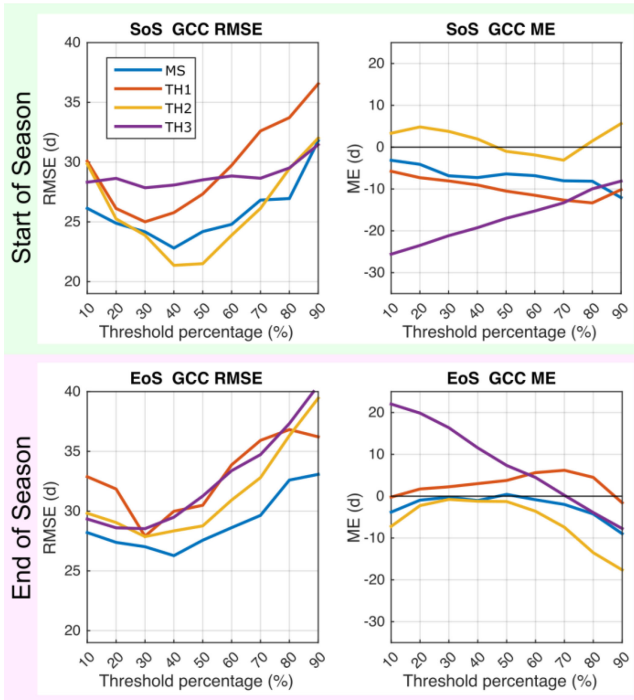 Start of Season
SoS GCC RMSE
40
35
30
25
20
RMSE (d)
MS
TH1
TH2
TH3
10 20 30 40 50 60 70 80 90
Threshold percentage (%)
SoS GCC ME
20
10
0
-10
-20
-30
ME (d)
10 20 30 40 50 60 70 80 90
Threshold percentage (%)
End of Season
EoS GCC RMSE
40
35
30
25
20
RMSE (d)
10 20 30 40 50 60 70 80 90
Threshold percentage (%)
EoS GCC ME
20
10
0
-10
-20
-30
ME (d)
10 20 30 40 50 60 70 80 90
Threshold percentage (%)